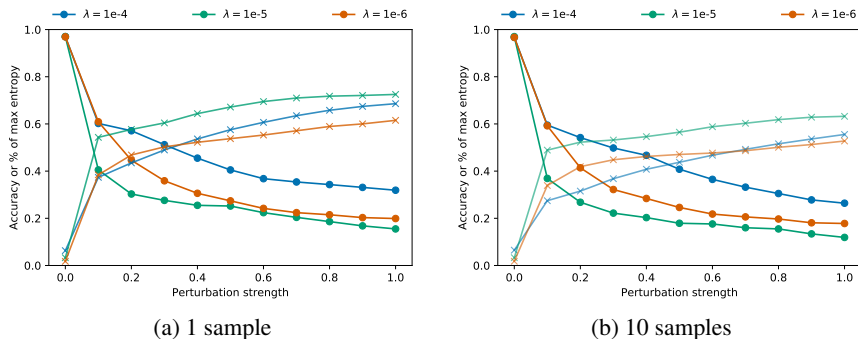 λ = 1e-4 λ = 1e-5 λ = 1e-6
1.0
0.8
0.6
0.4
0.2
0.0
Accuracy or % of max entropy
0.0 0.2 0.4 0.6 0.8 1.0
Perturbation strength
(a) 1 sample
λ = 1e-4 λ = 1e-5 λ = 1e-6
1.0
0.8
0.6
0.4
0.2
0.0
Accuracy or % of max entropy
0.0 0.2 0.4 0.6 0.8 1.0
Perturbation strength
(b) 10 samples